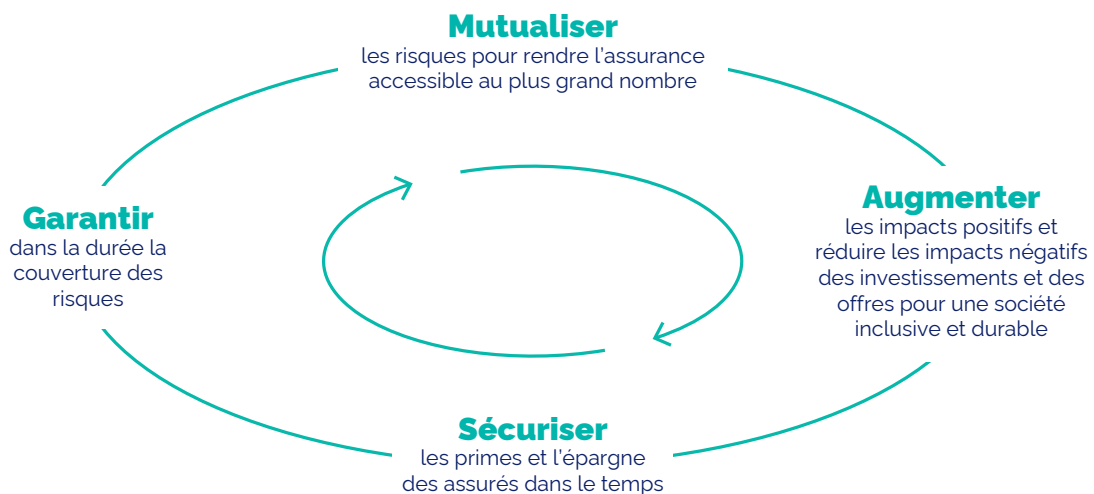 Mutualiser
les risques pour rendre l'assurance
accessible au plus grand nombre
Augmenter
les impacts positifs et
réduire les impacts négatifs
des investissements et des
offres pour une société
inclusive et durable
Sécuriser
les primes et l'épargne
des assurés dans le temps
Garantir
dans la durée la
couverture des
risques